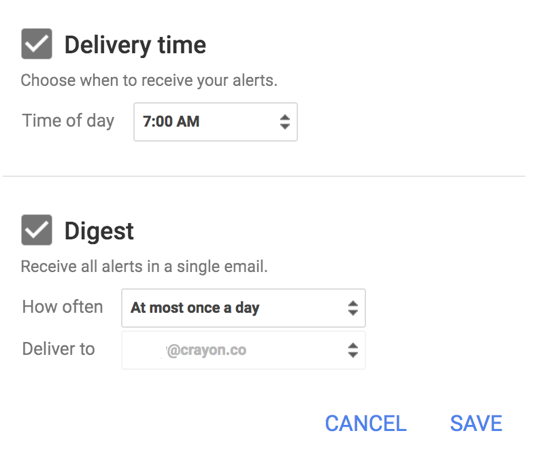 Delivery time
Choose when to receive your alerts.
Time of day 7:00 AM
Digest
Receive all alerts in a single email.
How often At most once a day
Deliver to @crayon.co
CANCEL SAVE